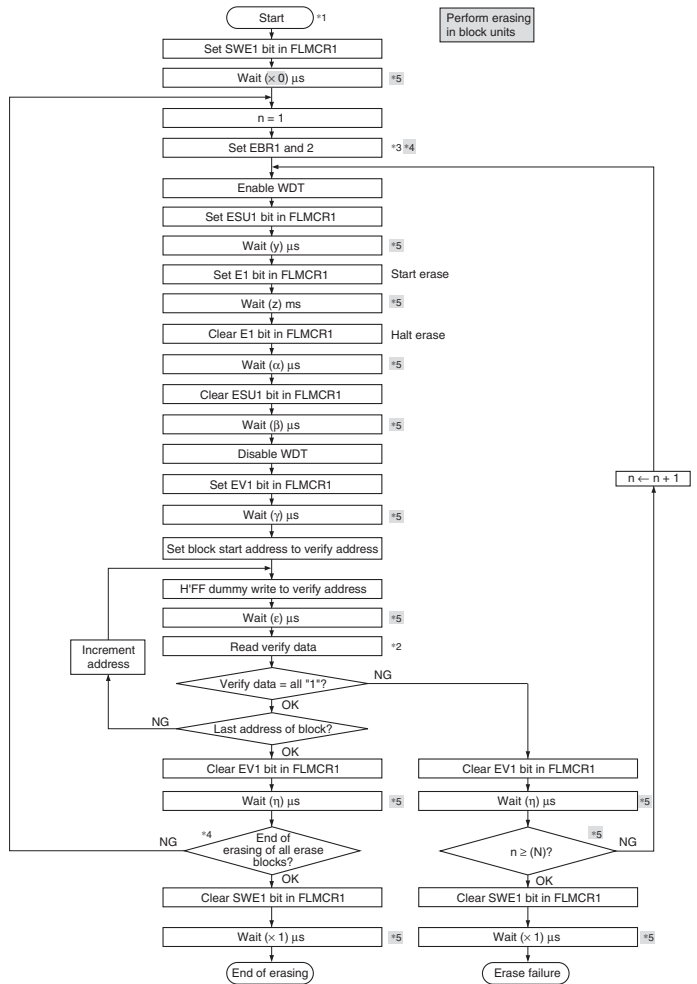 Start *1
Perform erasing
in block units
Set SWE1 bit in FLMCR1
Wait (× 0) μs *5
n = 1
Set EBR1 and 2 *3 *4
Enable WDT
Set ESU1 bit in FLMCR1
Wait (y) μs *5
Set E1 bit in FLMCR1 Start erase
Wait (z) ms *5
Clear E1 bit in FLMCR1 Halt erase
Wait (α) μs *5
Clear ESU1 bit in FLMCR1
Wait (β) μs *5
Disable WDT
Set EV1 bit in FLMCR1
n ← n + 1
Wait (γ) μs *5
Set block start address to verify address
H'FF dummy write to verify address
Wait (ε) μs *5
Read verify data *2
Increment
address
Verify data = all "1"? NG
OK
NG Last address of block?
OK
Clear EV1 bit in FLMCR1 Clear EV1 bit in FLMCR1
Wait (η) μs *5 Wait (η) μs *5
NG *4 End of
erasing of all erase
blocks?
*5 n ≥ (N)? NG
OK OK
Clear SWE1 bit in FLMCR1 Clear SWE1 bit in FLMCR1
Wait (× 1) μs *5 Wait (× 1) μs *5
End of erasing Erase failure